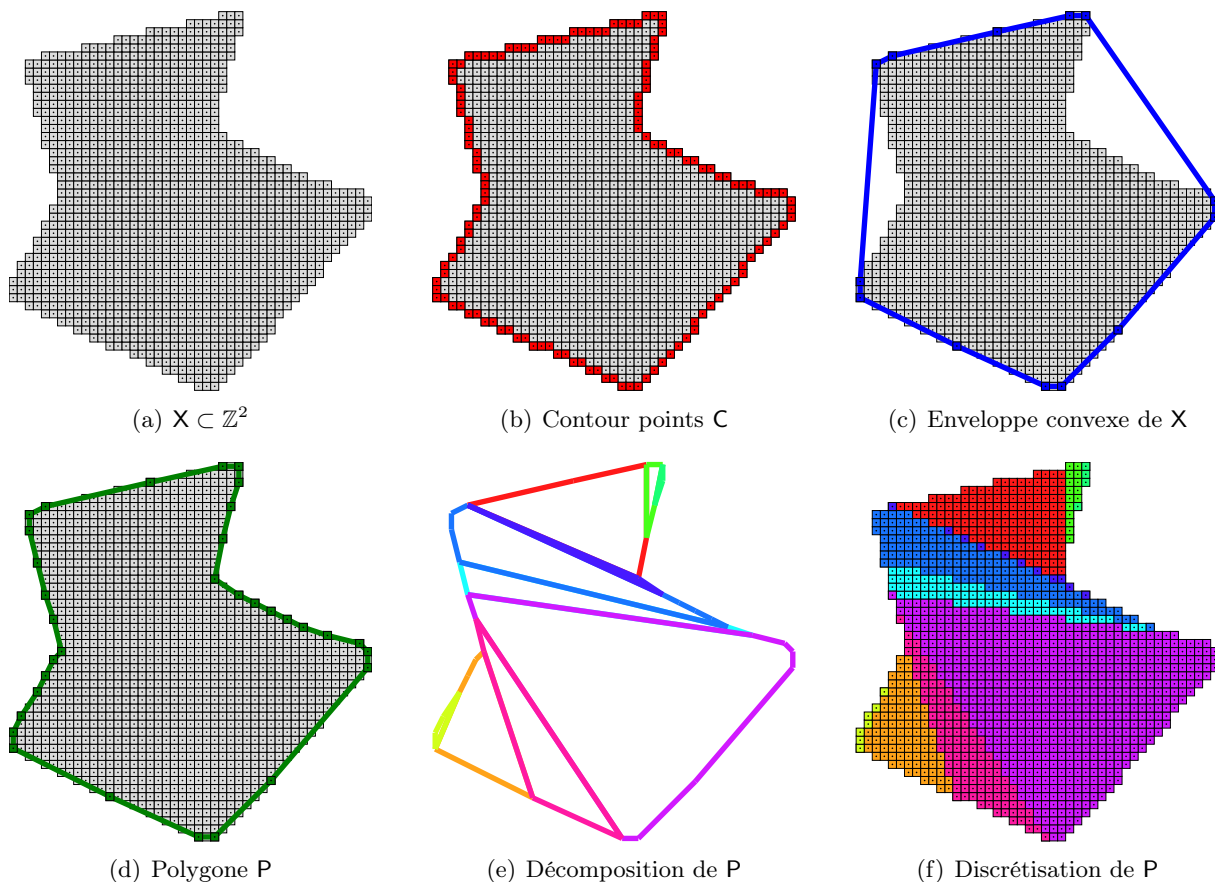 (a) X ⊂ ℤ²
(b) Contour points C
(c) Enveloppe convexe de X
(d) Polygone P
(e) Décomposition de P
(f) Discrétisation de P